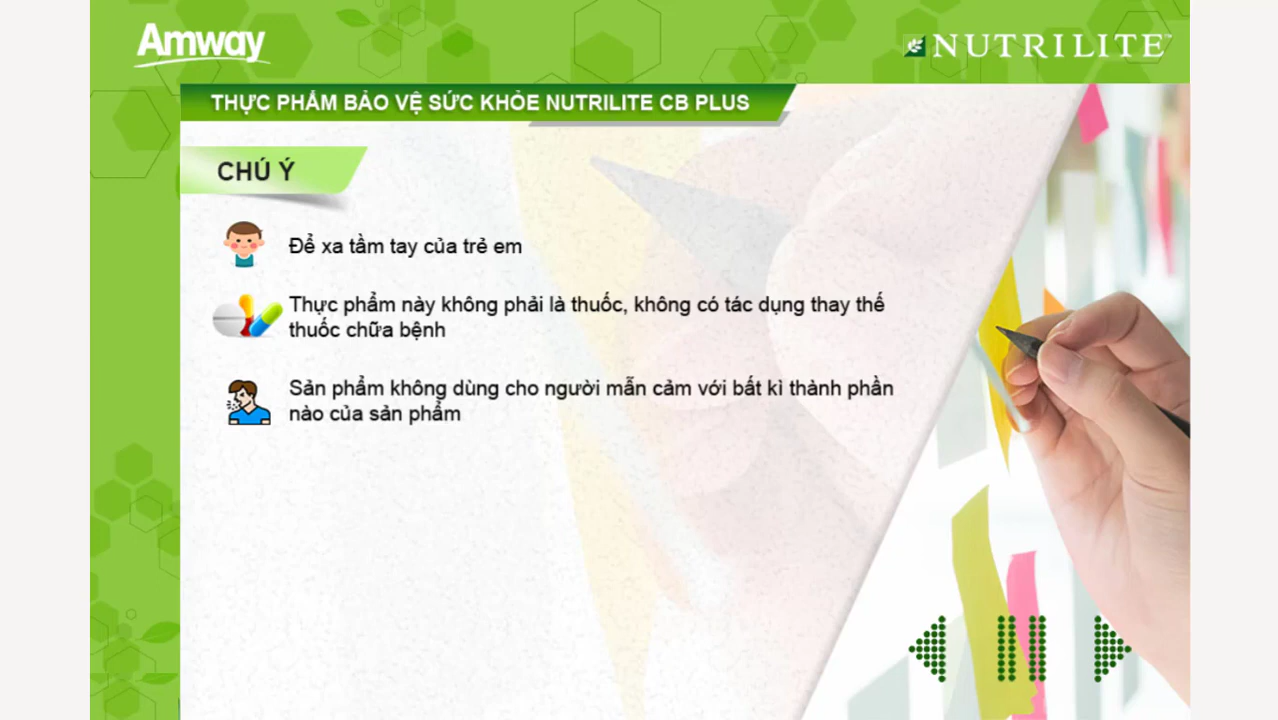 Amway
NUTRILITE™
THỰC PHẨM BẢO VỆ SỨC KHỎE NUTRILITE CB PLUS
CHÚ Ý
Để xa tầm tay của trẻ em
Thực phẩm này không phải là thuốc, không có tác dụng thay thế
thuốc chữa bệnh
Sản phẩm không dùng cho người mẫn cảm với bất kì thành phần
nào của sản phẩm